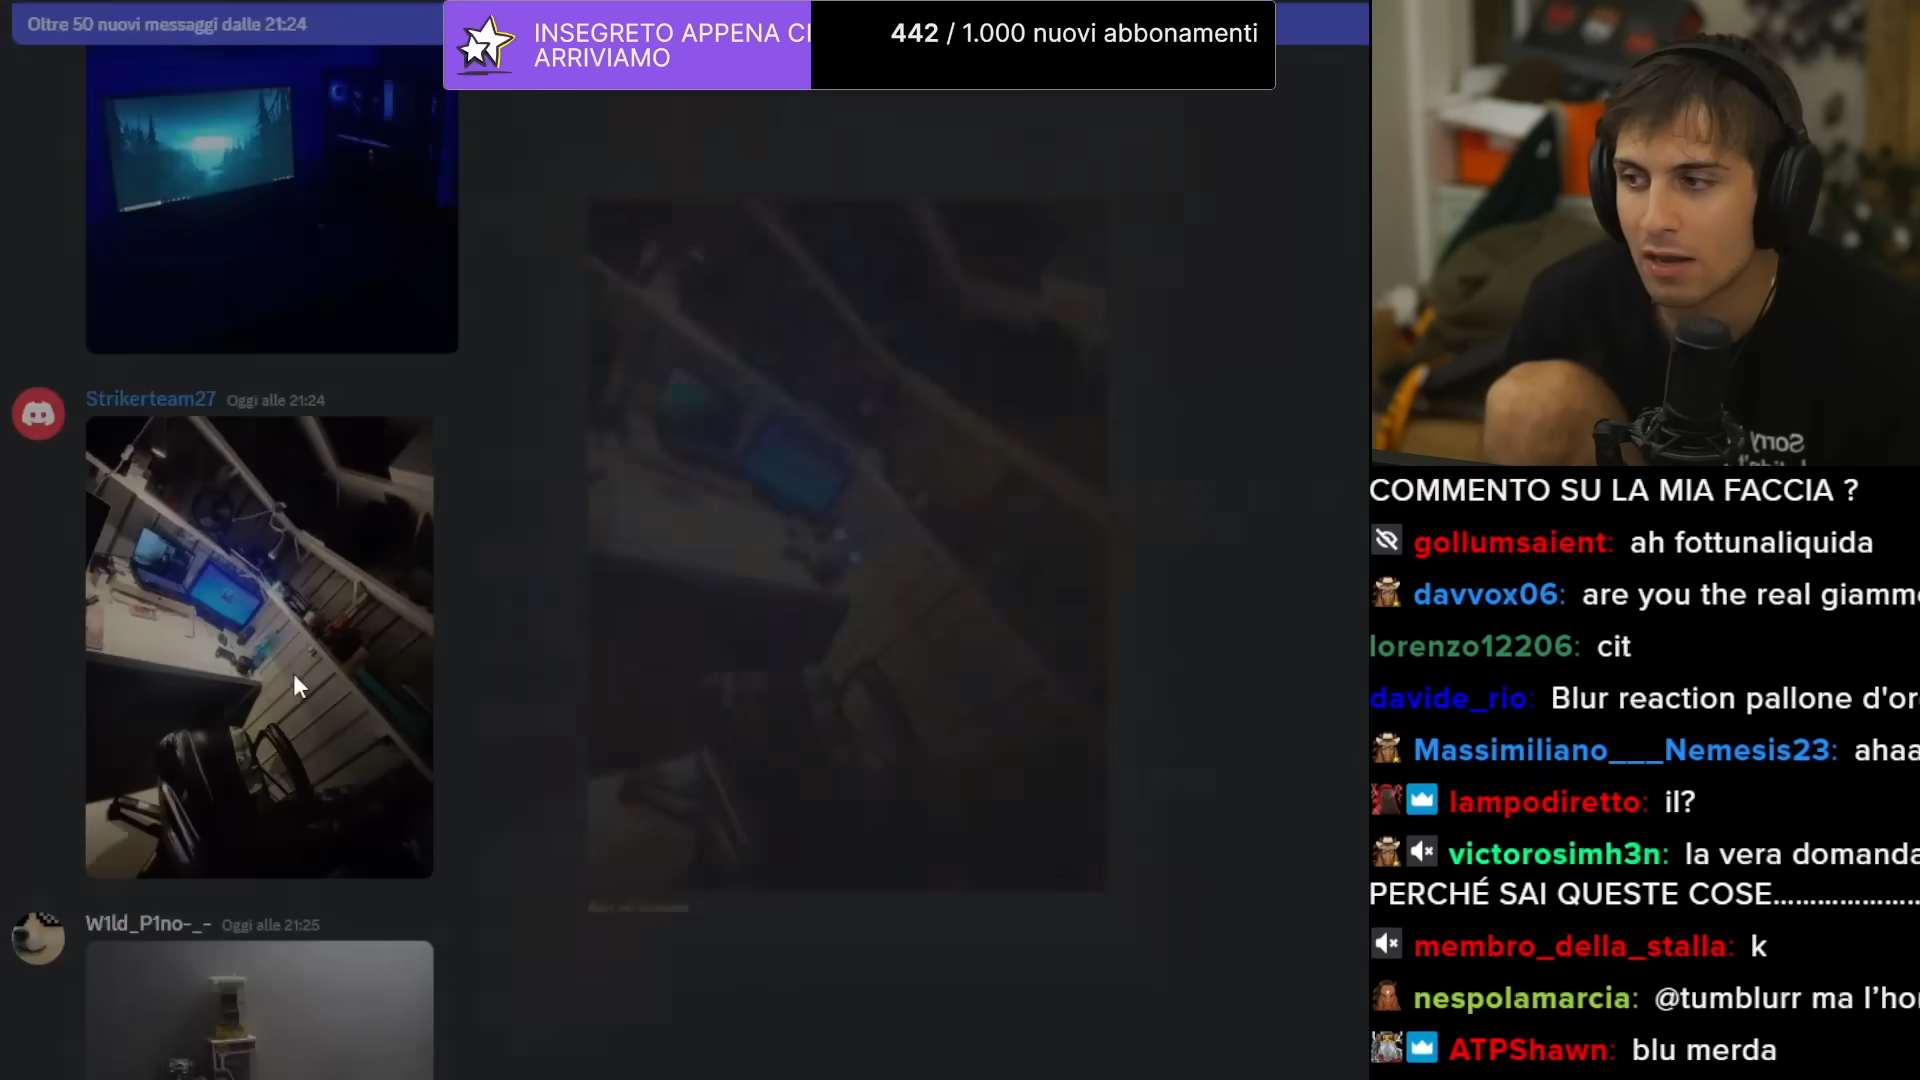 Oltre 50 nuovi messaggi dalle 21:24
INSEGRETO APPENA CI
ARRIVIAMO
442 / 1.000 nuovi abbonamenti
Strikerteam27 Oggi alle 21:24
W1ld_P1no-_- Oggi alle 21:25
Sorry
COMMENTO SU LA MIA FACCIA ?
gollumsaient: ah fottunaliquida
davvox06: are you the real giamm
lorenzo12206: cit
davide_rio: Blur reaction pallone d'or
Massimiliano___Nemesis23: ahaa
lampodiretto: il?
victorosimh3n: la vera domanda
PERCHÉ SAI QUESTE COSE...................
membro_della_stalla: k
nespolamarcia: @tumblurr ma l'ho
ATPShawn: blu merda